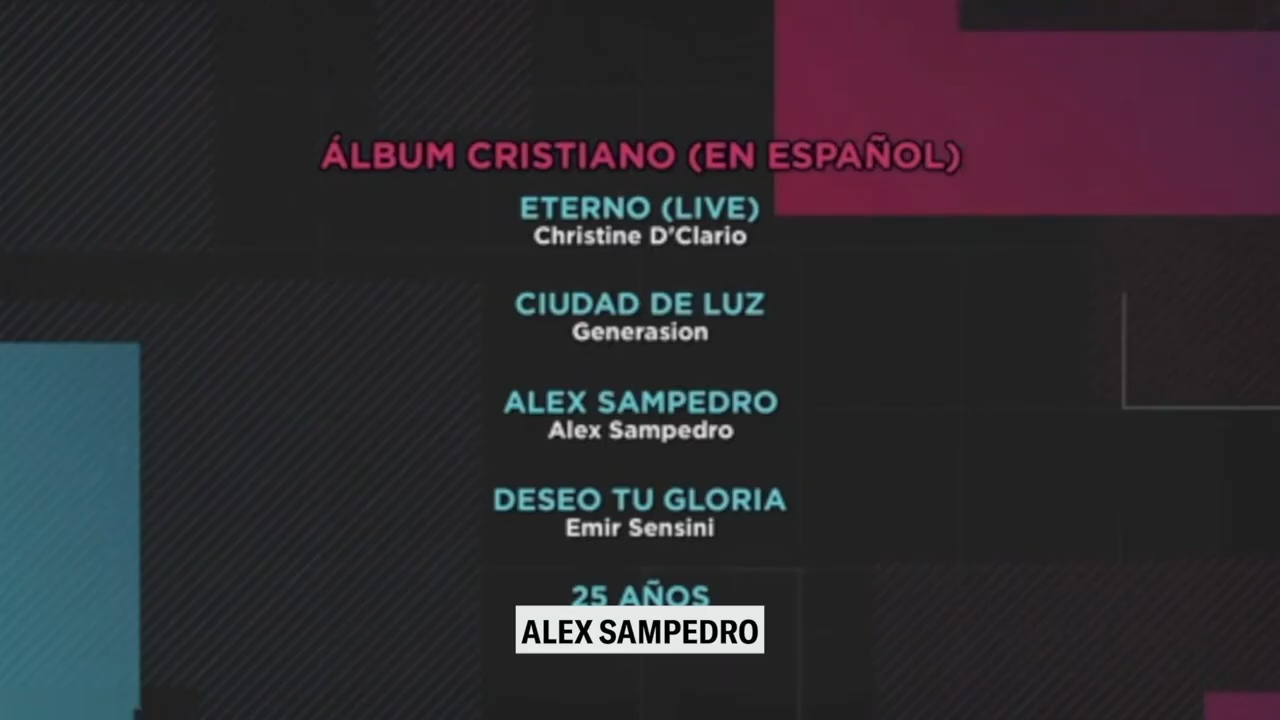 ÁLBUM CRISTIANO (EN ESPAÑOL)
ETERNO (LIVE)
Christine D'Clario
CIUDAD DE LUZ
Generasion
ALEX SAMPEDRO
Alex Sampedro
DESEO TU GLORIA
Emir Sensini
25 AÑOS
ALEX SAMPEDRO